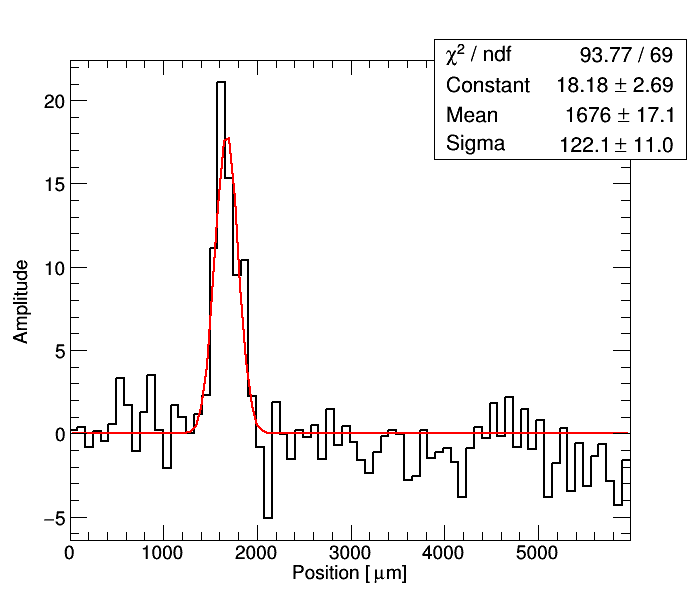 χ² / ndf 93.77 / 69
Constant 18.18 ± 2.69
Mean 1676 ± 17.1
Sigma 122.1 ± 11.0
20
15
10
5
0
−5
Amplitude
0 1000 2000 3000 4000 5000
Position [ μm]